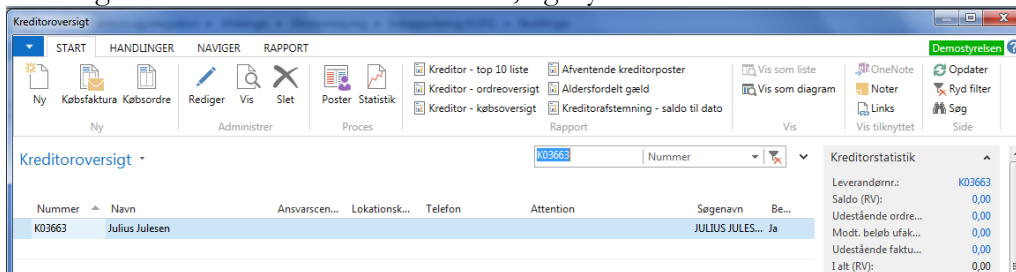 Kreditoroversigt
START HANDLINGER NAVIGER RAPPORT Demostyrelsen
Ny Købsfaktura Købsordre Rediger Vis Slet Poster Statistik
Kreditor - top 10 liste Afventende kreditorposter Vis som liste OneNote Opdater
Kreditor - ordreoversigt Aldersfordelt gæld Vis som diagram Noter Ryd filter
Kreditor - købsoversigt Kreditorafstemning - saldo til dato Links Søg
Ny Administrer Proces Rapport Vis Vis tilknyttet Side
Kreditoroversigt K03663 Nummer Kreditorstatistik
Leverandørnr.: K03663
Saldo (RV): 0,00
Udestående ordre... 0,00
Nummer Navn Ansvarscen... Lokationsk... Telefon Attention Søgenavn Be...
K03663 Julius Julesen JULIUS JULES... Ja
Modt. beløb ufak... 0,00
Udestående faktu... 0,00
I alt (RV): 0,00